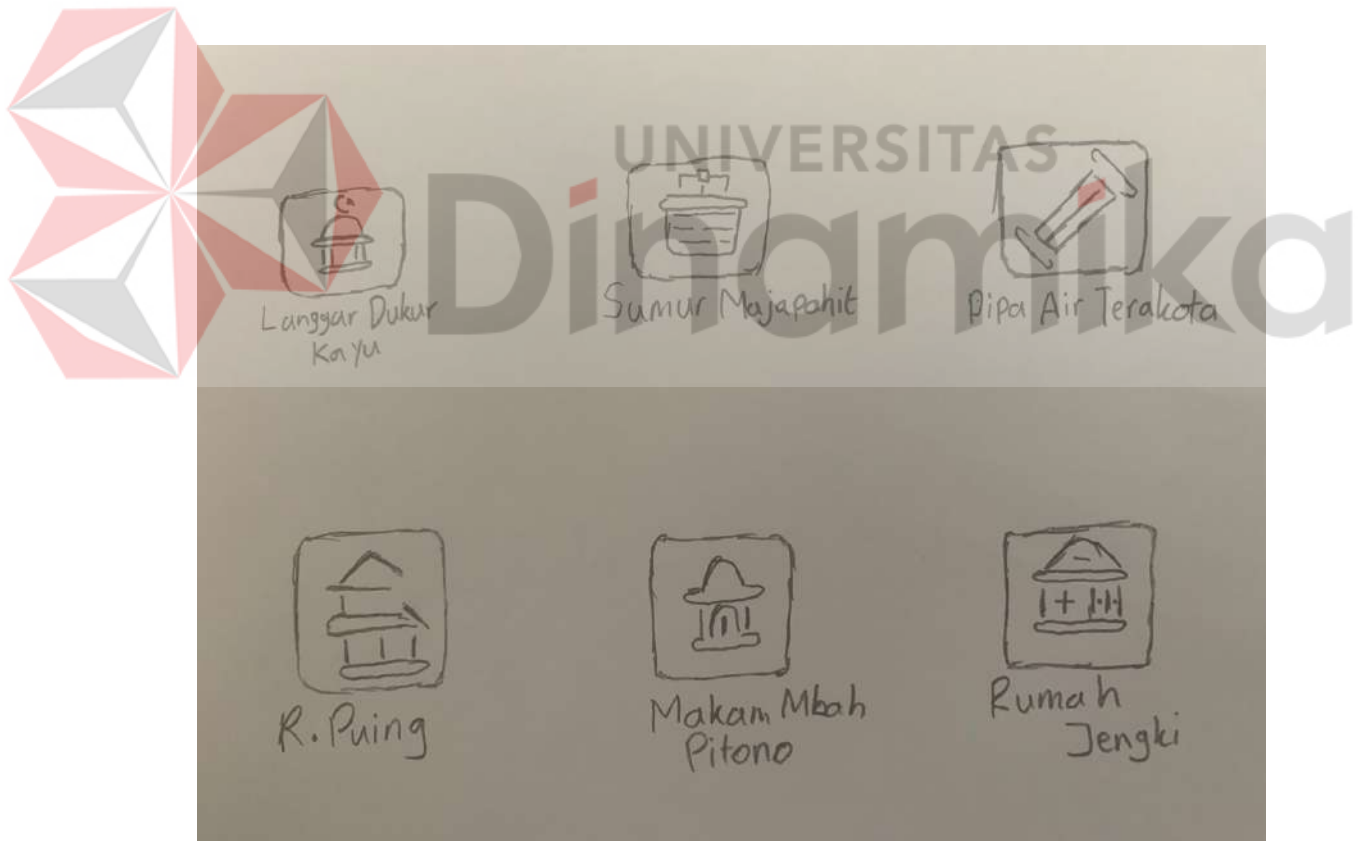 UNIVERSITAS
Dinamika
Langgar Dukur
Kayu
Sumur Majapahit
Pipa Air Terakota
R. Puing
Makam Mbah
Pitono
Rumah
Jengki